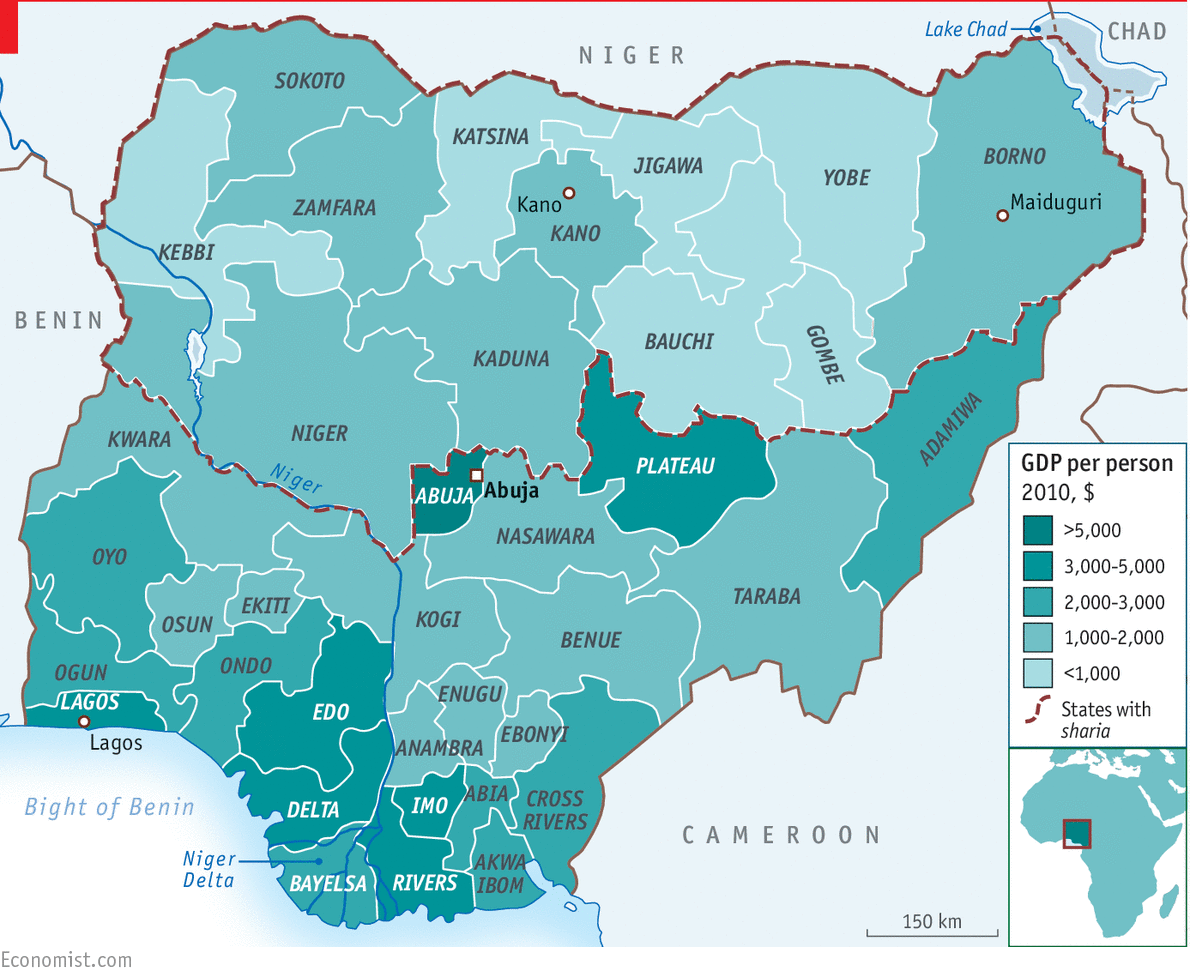 Lake Chad
CHAD
NIGER
SOKOTO
KATSINA
JIGAWA
YOBE
BORNO
ZAMFARA
Kano
KANO
Maiduguri
KEBBI
BENIN
BAUCHI
GOMBE
KADUNA
ADAMIWA
KWARA
NIGER
Niger
PLATEAU
ABUJA
Abuja
NASAWARA
OYO
OSUN
EKITI
KOGI
BENUE
TARABA
OGUN
ONDO
LAGOS
Lagos
EDO
ENUGU
ANAMBRA
EBONYI
DELTA
IMO
ABIA
CROSS
RIVERS
Bight of Benin
Niger
Delta
BAYELSA
RIVERS
AKWA
IBOM
CAMEROON
150 km
GDP per person
2010, $
>5,000
3,000-5,000
2,000-3,000
1,000-2,000
<1,000
States with
sharia
Economist.com